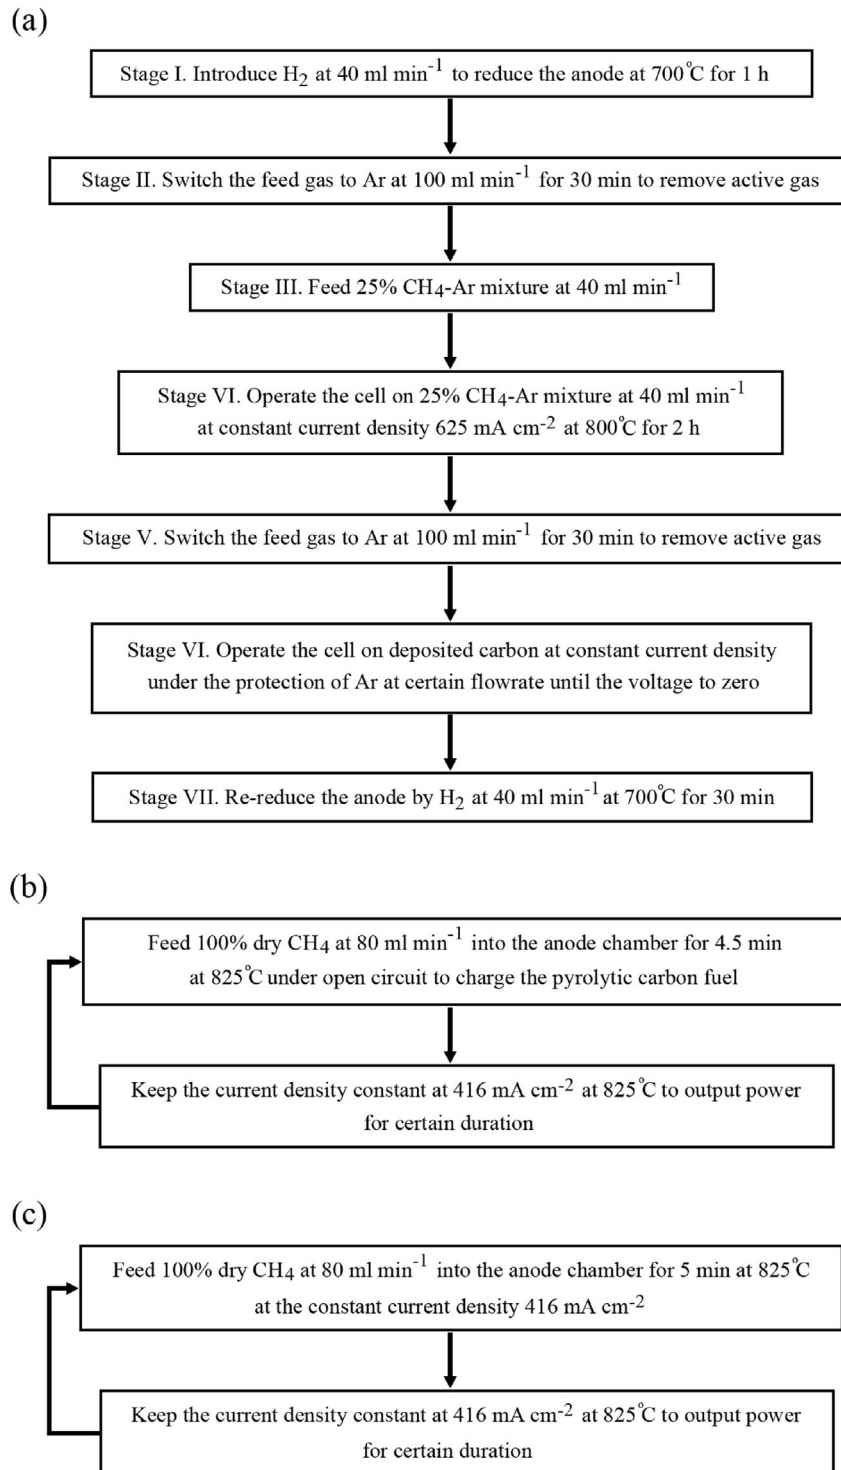 (a)
Stage I. Introduce H2 at 40 ml min-1 to reduce the anode at 700℃ for 1 h
Stage II. Switch the feed gas to Ar at 100 ml min-1 for 30 min to remove active gas
Stage III. Feed 25% CH4-Ar mixture at 40 ml min-1
Stage VI. Operate the cell on 25% CH4-Ar mixture at 40 ml min-1
at constant current density 625 mA cm-2 at 800℃ for 2 h
Stage V. Switch the feed gas to Ar at 100 ml min-1 for 30 min to remove active gas
Stage VI. Operate the cell on deposited carbon at constant current density
under the protection of Ar at certain flowrate until the voltage to zero
Stage VII. Re-reduce the anode by H2 at 40 ml min-1 at 700℃ for 30 min
(b)
Feed 100% dry CH4 at 80 ml min-1 into the anode chamber for 4.5 min
at 825℃ under open circuit to charge the pyrolytic carbon fuel
Keep the current density constant at 416 mA cm-2 at 825℃ to output power
for certain duration
(c)
Feed 100% dry CH4 at 80 ml min-1 into the anode chamber for 5 min at 825℃
at the constant current density 416 mA cm-2
Keep the current density constant at 416 mA cm-2 at 825℃ to output power
for certain duration